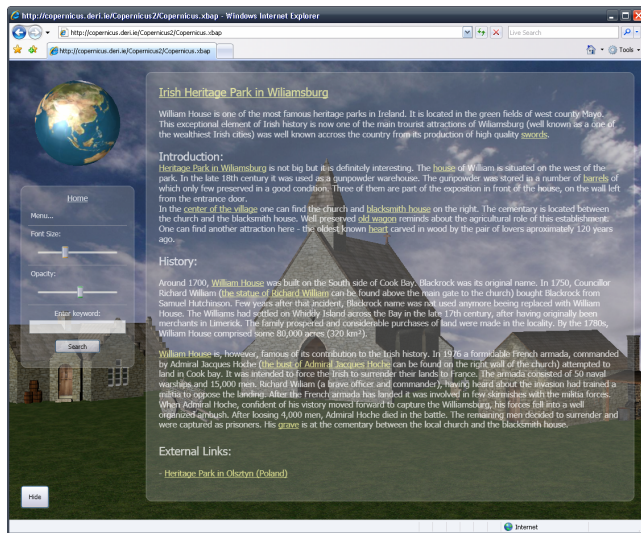 http://copernicus.deri.ie/Copernicus2/Copernicus.xbap - Windows Internet Explorer
http://copernicus.deri.ie/Copernicus2/Copernicus.xbap
Live Search
http://copernicus.deri.ie/Copernicus2/Copernicus.xbap
Tools
Home
Menu...
Font Size:
Opacity:
Enter keyword:
Search
Hide
Irish Heritage Park in Wiliamsburg
William House is one of the most famous heritage parks in Ireland. It is located in the green fields of west county Mayo.
This exceptional element of Irish history is now one of the main trourist attractions of Wiliamsburg (well known as a one of
the wealthiest Irish cities) was well known accross the country from its production of high quality swords.
Introduction:
Heritage Park in Wiliamsburg is not big but it is definitely interesting. The house of William is situated on the west of the
park. In the late 18th century it was used as a gunpowder warehouse. The gunpowder was stored in a number of barrels of
which only few preserved in a good condition. Three of them are part of the exposition in front of the house, on the wall left
from the entrance door.
In the center of the village one can find the church and blacksmith house on the right. The cementary is located between
the church and the blacksmith house. Well preserved old wagon reminds about the agricultural role of this establishment.
One can find another attraction here - the oldest known heart carved in wood by the pair of lovers aproximately 120 years
ago.
History:
Around 1700, William House was built on the South side of Cook Bay. Blackrock was its original name. In 1750, Councillor
Richard William (the statue of Richard William can be found above the main gate to the church) bought Blackrock from
Samuel Hutchinson. Few years after that incident, Blackrock name was not used anymore beeing replaced with William
House. The Williams had settled on Whiddy Island across the Bay in the late 17th century, after having originally been
merchants in Limerick. The family prospered and considerable purchases of land were made in the locality. By the 1780s,
William House comprised some 80,000 acres (320 km²).
William House is, however, famous of its contribution to the Irish history. In 1976 a formidable French armada, commanded
by Admiral Jacques Hoche (the bust of Admiral Jacques Hoche can be found on the right wall of the church) attempted to
land in Cook bay. It was intended to force the Irish to surrender their lands to France. The armada consisted of 50 naval
warships and 15,000 men. Richard Wiliam (a brave officer and commander), having heard about the invasion had trained a
militia to oppose the landing. After the French armada has landed it was involved in few skirmishes with the militia forces.
When Admiral Hoche, confident of his vistory moved forward to capture the Williamsburg, his forces fell into a well
organized ambush. After loosing 4,000 men, Admiral Hoche died in the battle. The remaining men decided to surrender and
were captured as prisoners. His grave is at the cementary between the local church and the blacksmith house.
External Links:
- Heritage Park in Olsztyn (Poland)
Internet